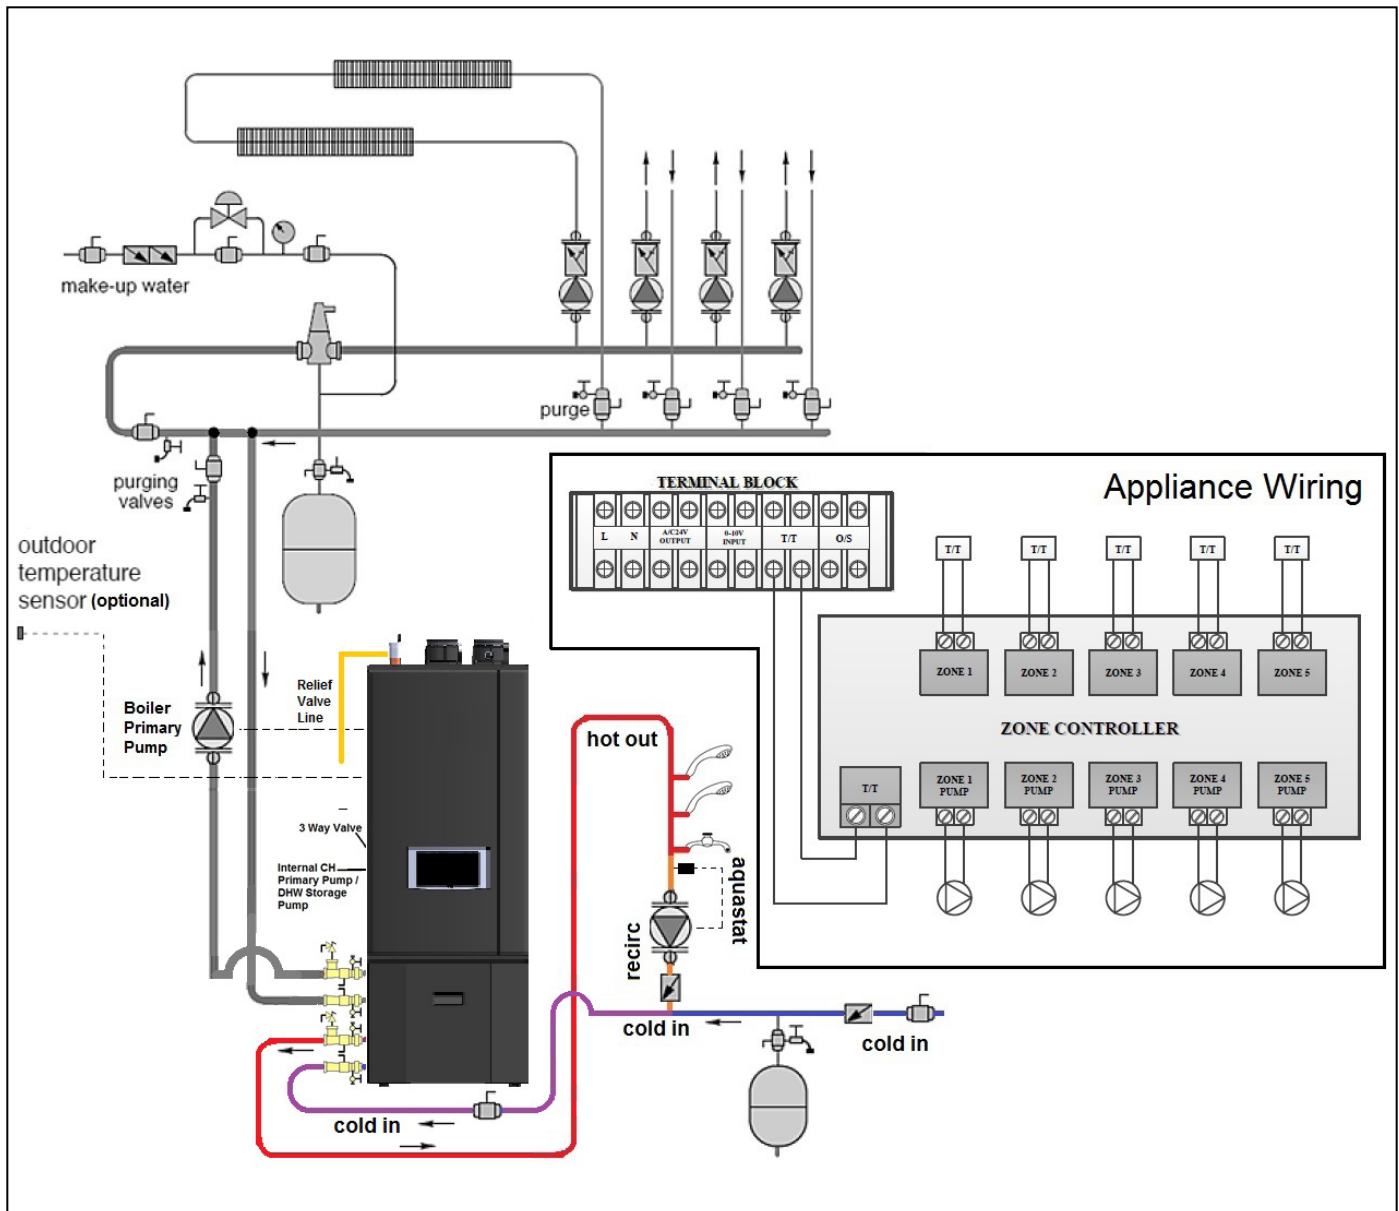 make-up water
purge
purging
valves
outdoor
temperature
sensor (optional)
Boiler
Primary
Pump
Relief
Valve
Line
3 Way Valve
Internal CH
Primary Pump /
DHW Storage
Pump
hot out
aquastat
recirc
cold in
cold in
cold in
Appliance Wiring
TERMINAL BLOCK
L N A/C24V OUTPUT 0-10V INPUT T/T O/S
T/T T/T T/T T/T T/T
ZONE 1 ZONE 2 ZONE 3 ZONE 4 ZONE 5
ZONE CONTROLLER
T/T
ZONE 1 PUMP ZONE 2 PUMP ZONE 3 PUMP ZONE 4 PUMP ZONE 5 PUMP